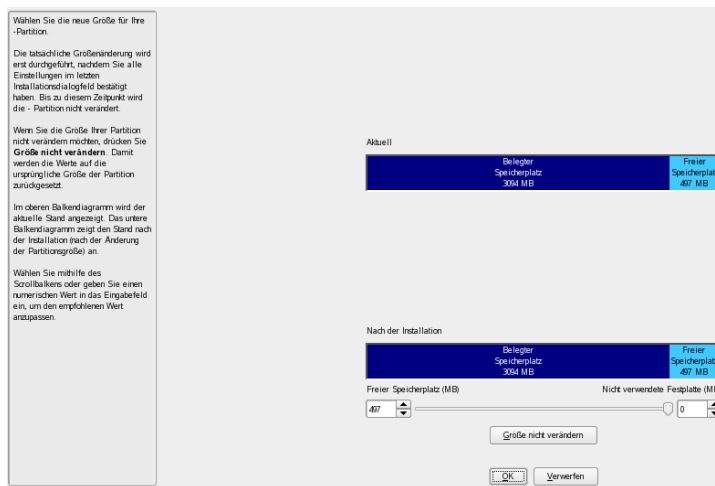 Wählen Sie die neue Größe für Ihre
-Partition.
Die tatsächliche Größenänderung wird
erst durchgeführt, nachdem Sie alle
Einstellungen im letzten
Installationsdialogfeld bestätigt
haben. Bis zu diesem Zeitpunkt wird
die - Partition nicht verändert.
Wenn Sie die Größe Ihrer Partition
nicht verändern möchten, drücken Sie
Größe nicht verändern. Damit
werden die Werte auf die
ursprüngliche Größe der Partition
zurückgesetzt.
Im oberen Balkendiagramm wird der
aktuelle Stand angezeigt. Das untere
Balkendiagramm zeigt den Stand nach
der Installation (nach der Änderung
der Partitionsgröße) an.
Wählen Sie mithilfe des
Scrollbalkens oder geben Sie einen
numerischen Wert in das Eingabefeld
ein, um den empfohlenen Wert
anzupassen.
Aktuell
Belegter
Speicherplatz
3094 MB
Freier
Speicherplat
497 MB
Nach der Installation
Belegter
Speicherplatz
3094 MB
Freier
Speicherplat
497 MB
Freier Speicherplatz (MB)
Nicht verwendete Festplatte (M
497
0
Größe nicht verändern
OK
Verwerfen